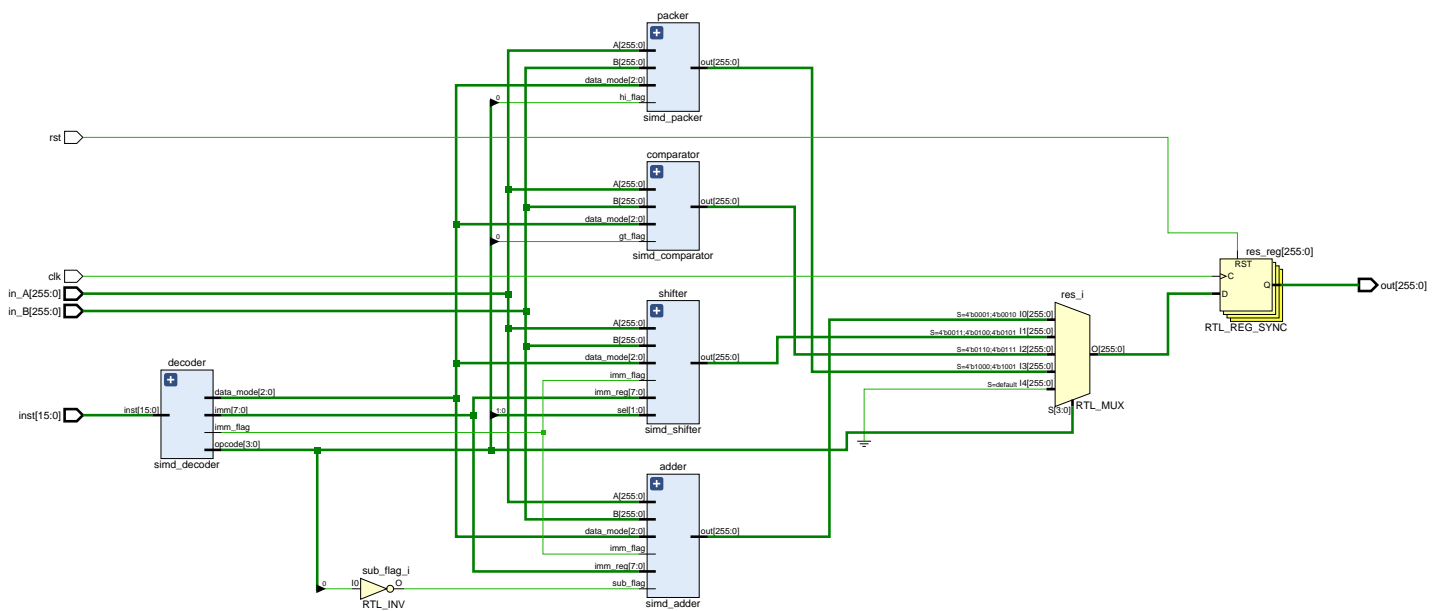 packer
A[255:0]
B[255:0]
data_mode[2:0]
0
hi_flag
out[255:0]
simd_packer
rst
comparator
A[255:0]
B[255:0]
data_mode[2:0]
0
gt_flag
out[255:0]
simd_comparator
clk
in_A[255:0]
in_B[255:0]
res_reg[255:0]
RST
C
D
Q
RTL_REG_SYNC
out[255:0]
shifter
A[255:0]
B[255:0]
data_mode[2:0]
imm_flag
imm_reg[7:0]
1:0
sel[1:0]
out[255:0]
simd_shifter
res_i
S=4'b0001;4'b0010 I0[255:0]
S=4'b0011;4'b0100;4'b0101 I1[255:0]
S=4'b0110;4'b0111 I2[255:0]
S=4'b1000;4'b1001 I3[255:0]
S=default I4[255:0]
O[255:0]
S[3:0]
RTL_MUX
decoder
inst[15:0]
inst[15:0]
data_mode[2:0]
imm[7:0]
imm_flag
opcode[3:0]
simd_decoder
adder
A[255:0]
B[255:0]
data_mode[2:0]
imm_flag
imm_reg[7:0]
sub_flag
out[255:0]
simd_adder
sub_flag_i
0
I0
O
RTL_INV